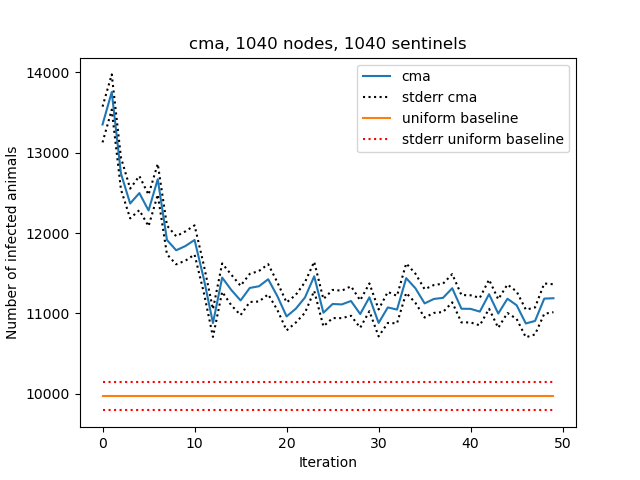 cma, 1040 nodes, 1040 sentinels
cma
stderr cma
uniform baseline
stderr uniform baseline
Number of infected animals
14000
13000
12000
11000
10000
0 10 20 30 40 50
Iteration